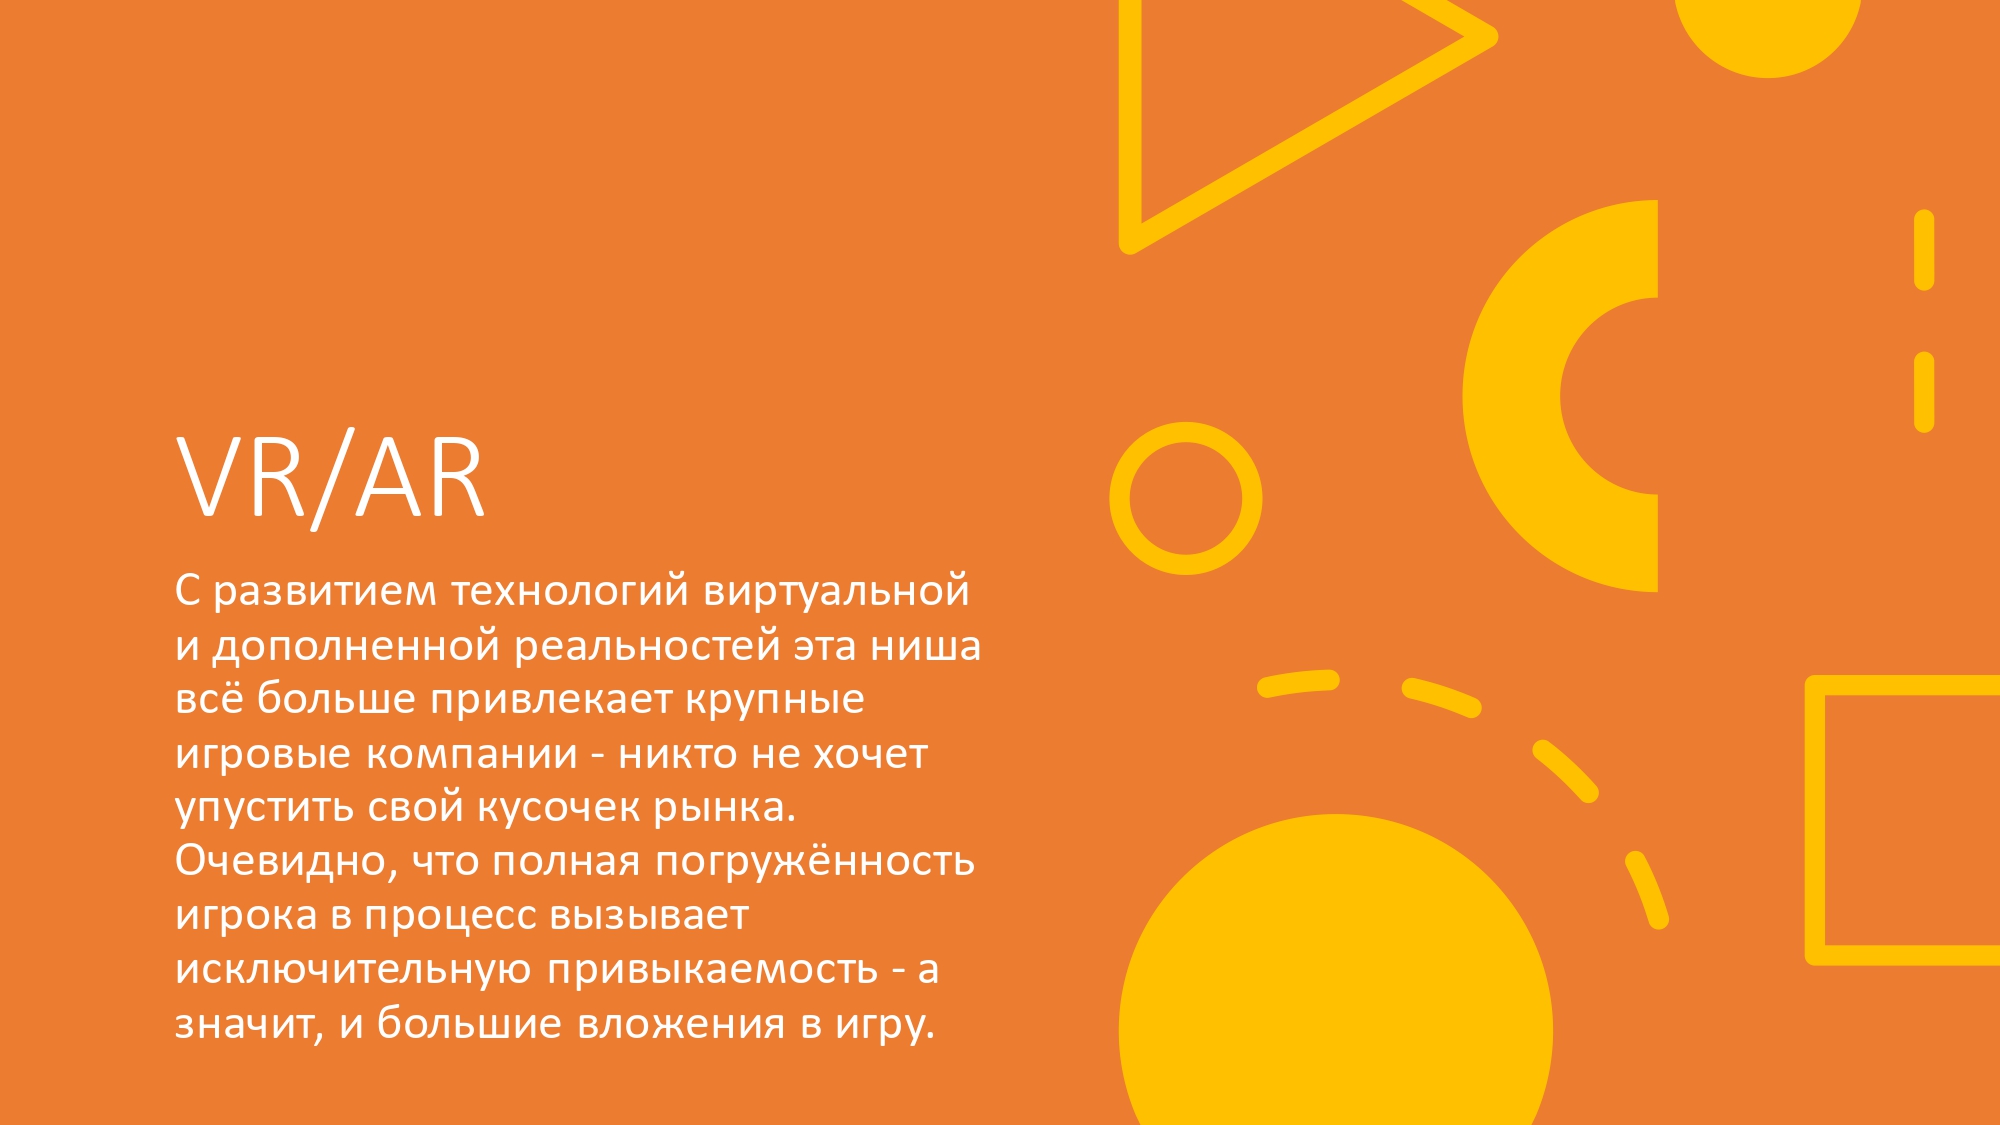 VR/AR
С развитием технологий виртуальной
и дополненной реальностей эта ниша
всё больше привлекает крупные
игровые компании - никто не хочет
упустить свой кусочек рынка.
Очевидно, что полная погружённость
игрока в процесс вызывает
исключительную привыкаемость - а
значит, и большие вложения в игру.